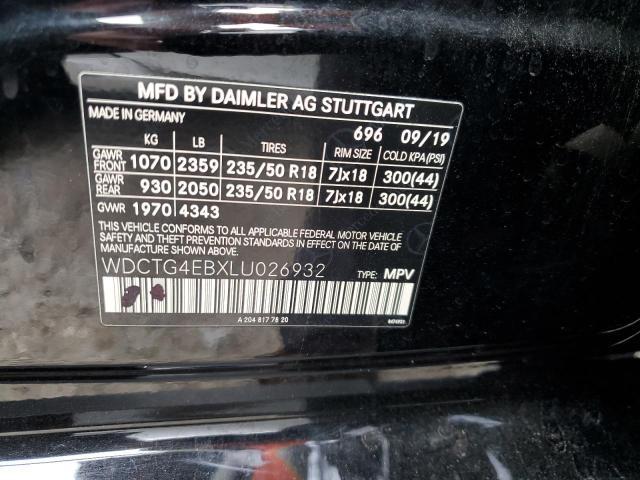 MFD BY DAIMLER AG STUTTGART
MADE IN GERMANY 696 09/19
KG LB TIRES RIM SIZE COLD KPA(PSI)
GAWR FRONT 1070 2359 235/50 R18 7Jx18 300(44)
GAWR REAR 930 2050 235/50 R18 7Jx18 300(44)
GVWR 1970 4343
THIS VEHICLE CONFORMS TO ALL APPLICABLE FEDERAL MOTOR VEHICLE
SAFETY AND THEFT PREVENTION STANDARDS IN EFFECT ON THE DATE
OF MANUFACTURE SHOWN ABOVE.
WDCTG4EBXLU026932 TYPE: MPV
A 204 817 78 20